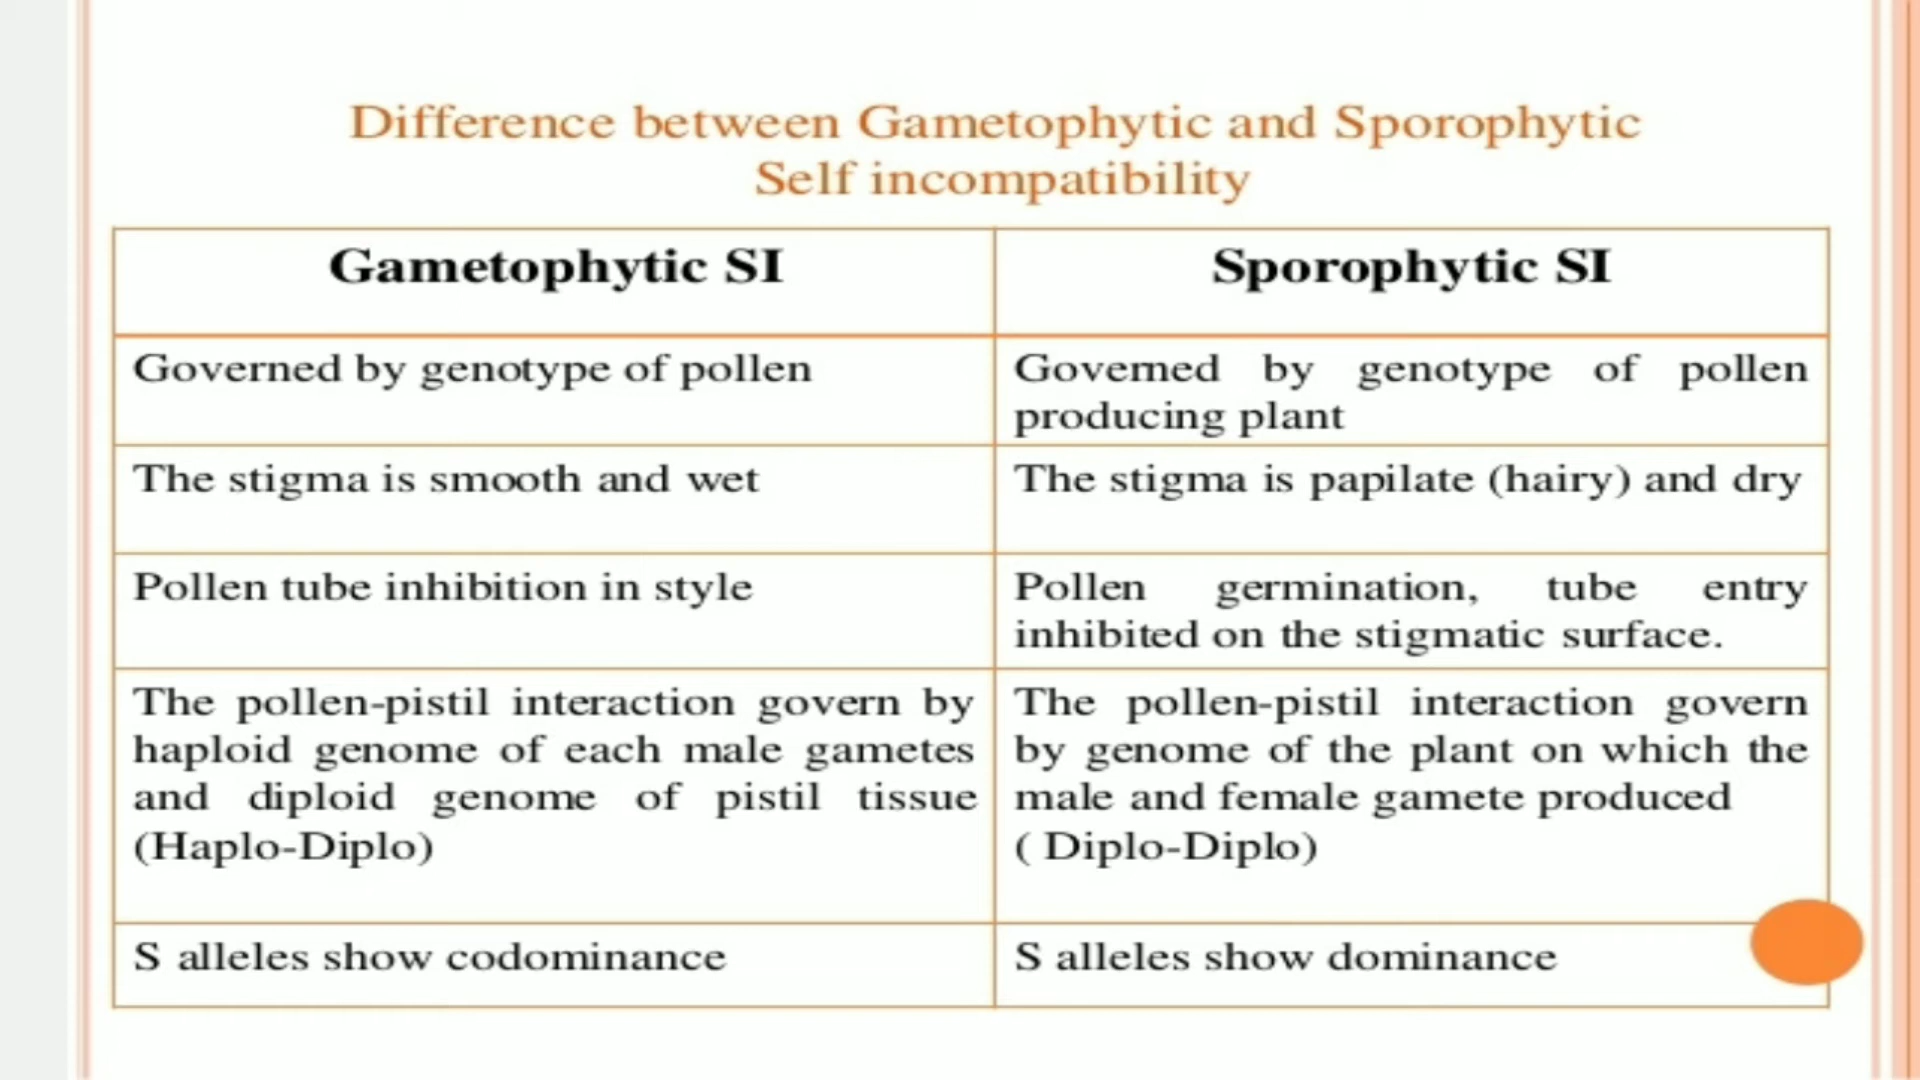 Difference between Gametophytic and Sporophytic
Self incompatibility
Gametophytic SI
Sporophytic SI
Governed by genotype of pollen
Governed by genotype of pollen
producing plant
The stigma is smooth and wet
The stigma is papilate (hairy) and dry
Pollen tube inhibition in style
Pollen germination, tube entry
inhibited on the stigmatic surface.
The pollen-pistil interaction govern by
haploid genome of each male gametes
and diploid genome of pistil tissue
(Haplo-Diplo)
The pollen-pistil interaction govern
by genome of the plant on which the
male and female gamete produced
( Diplo-Diplo)
S alleles show codominance
S alleles show dominance